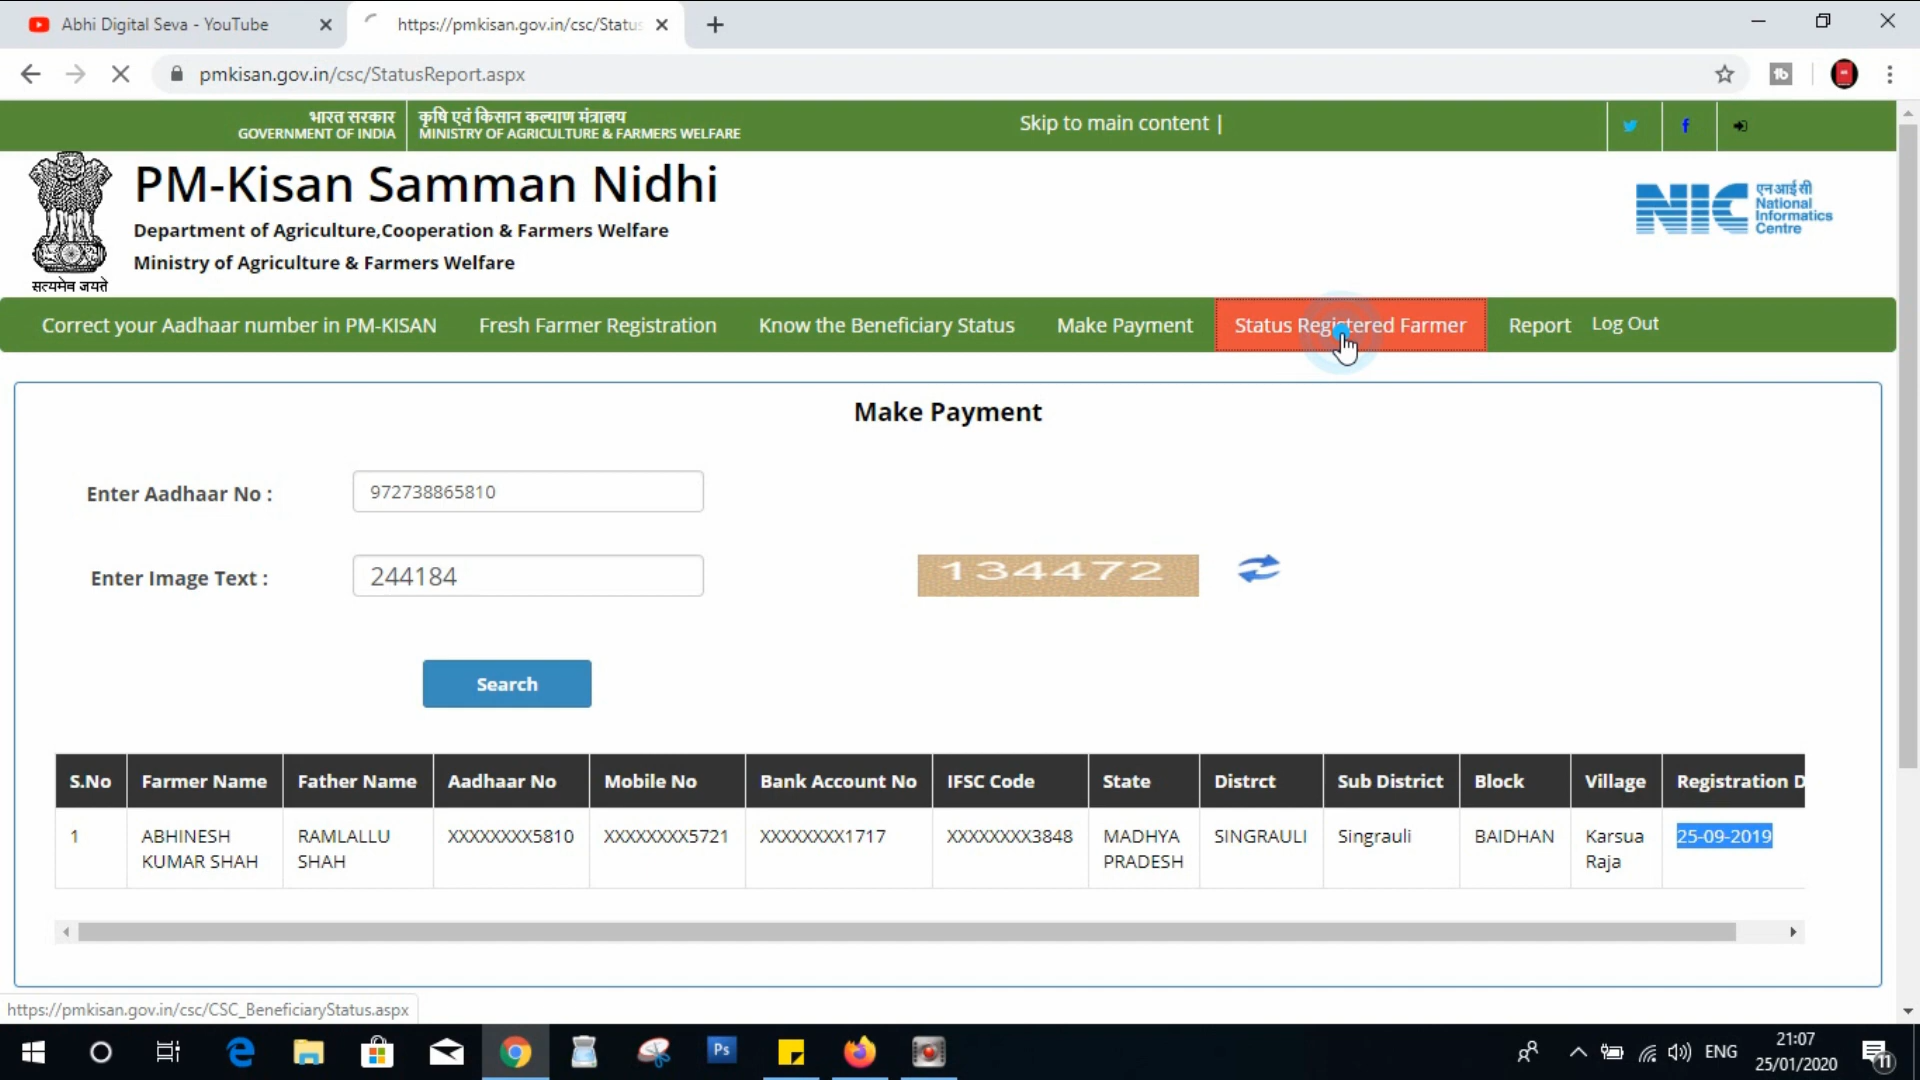 Abhi Digital Seva - YouTube
https://pmkisan.gov.in/csc/Status
pmkisan.gov.in/csc/StatusReport.aspx
भारत सरकार
GOVERNMENT OF INDIA
कृषि एवं किसान कल्याण मंत्रालय
MINISTRY OF AGRICULTURE & FARMERS WELFARE
Skip to main content |
PM-Kisan Samman Nidhi
Department of Agriculture,Cooperation & Farmers Welfare
Ministry of Agriculture & Farmers Welfare
सत्यमेव जयते
NIC
एन आई सी
National
Informatics
Centre
Correct your Aadhaar number in PM-KISAN Fresh Farmer Registration Know the Beneficiary Status Make Payment Status Registered Farmer Report Log Out
Make Payment
Enter Aadhaar No : 972738865810
Enter Image Text : 244184 134472
Search
S.No Farmer Name Father Name Aadhaar No Mobile No Bank Account No IFSC Code State Distrct Sub District Block Village Registration D
1 ABHINESH RAMLALLU XXXXXXXX5810 XXXXXXXX5721 XXXXXXXX1717 XXXXXXXX3848 MADHYA SINGRAULI Singrauli BAIDHAN Karsua 25-09-2019
KUMAR SHAH SHAH PRADESH Raja
https://pmkisan.gov.in/csc/CSC_BeneficiaryStatus.aspx
Ps
ENG
21:07
25/01/2020
11